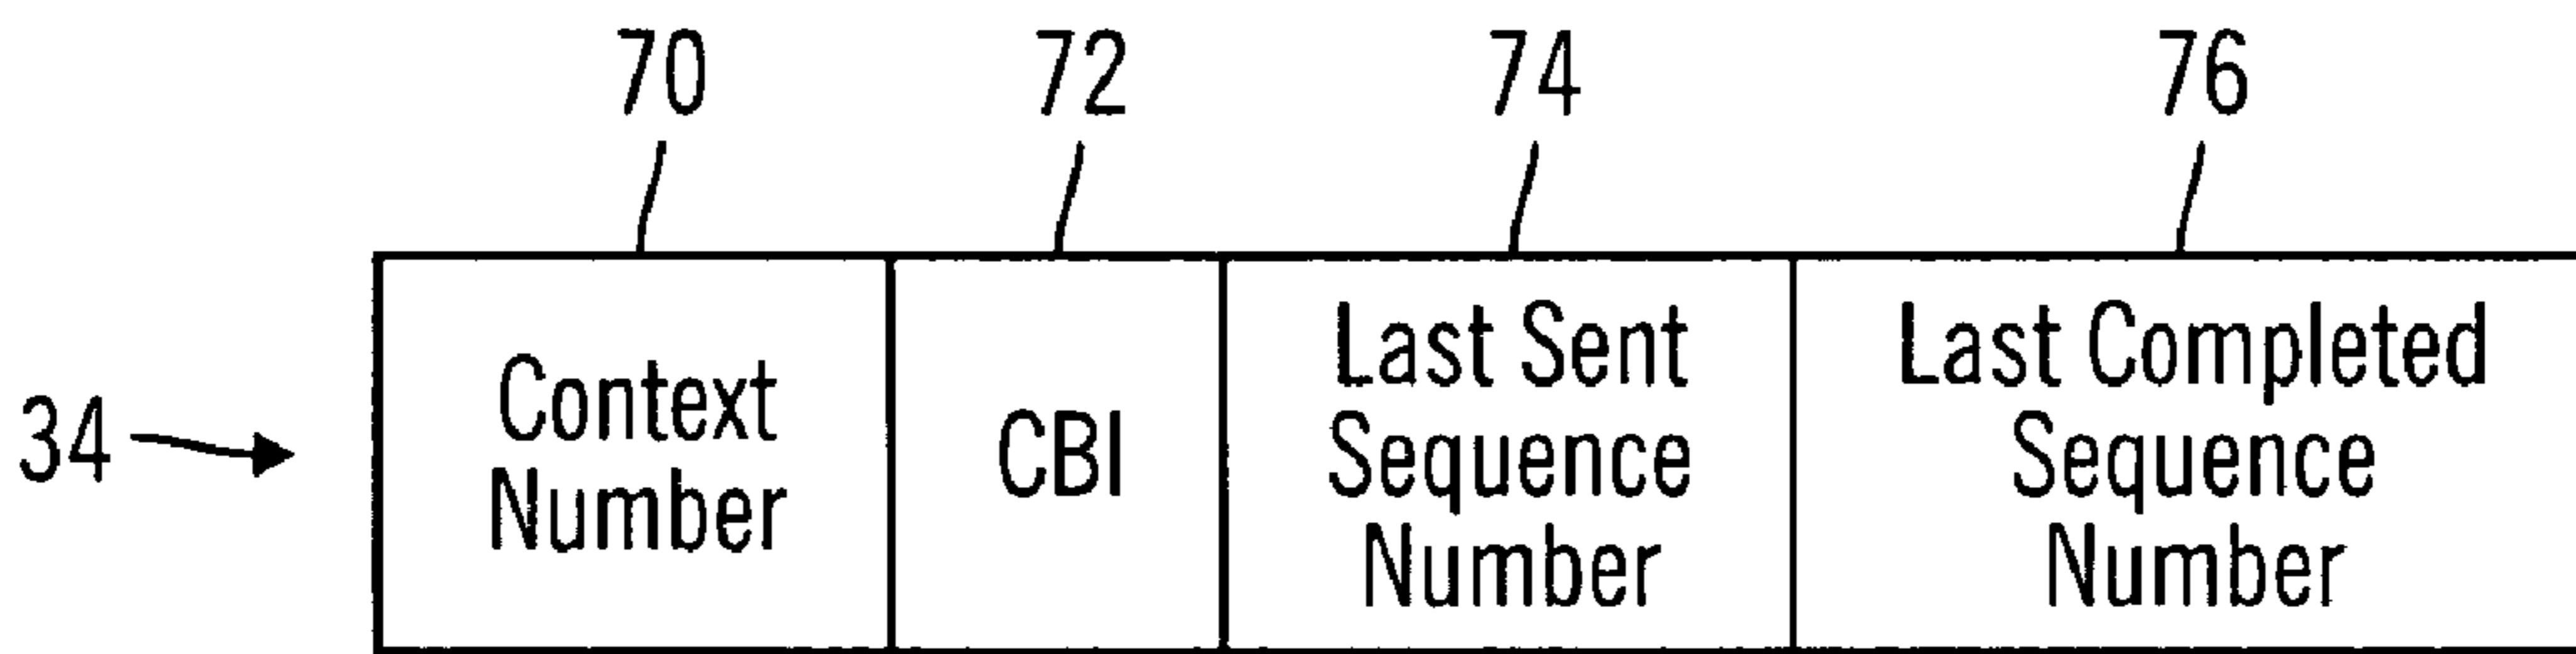 70
72
74
76
34
Context
Number
CBI
Last Sent
Sequence
Number
Last Completed
Sequence
Number